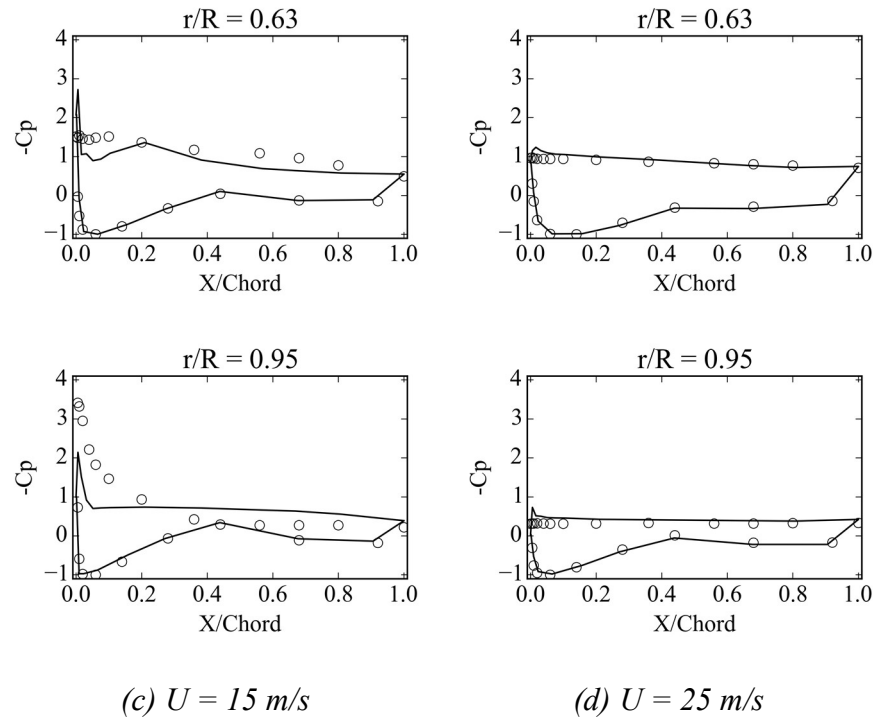 r/R = 0.63
4
3
2
1
0
−1
-Cp
0.0 0.2 0.4 0.6 0.8 1.0
X/Chord
r/R = 0.63
4
3
2
1
0
−1
-Cp
0.0 0.2 0.4 0.6 0.8 1.0
X/Chord
r/R = 0.95
4
3
2
1
0
−1
-Cp
0.0 0.2 0.4 0.6 0.8 1.0
X/Chord
r/R = 0.95
4
3
2
1
0
−1
-Cp
0.0 0.2 0.4 0.6 0.8 1.0
X/Chord
(c) U = 15 m/s
(d) U = 25 m/s